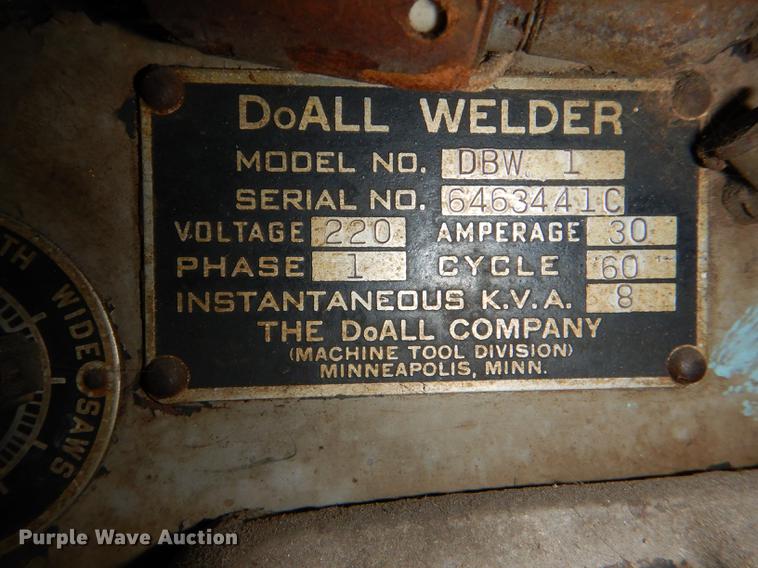 DoALL WELDER
MODEL NO. DBW 1
SERIAL NO. 6463441C
VOLTAGE 220 AMPERAGE 30
PHASE 1 CYCLE 60
INSTANTANEOUS K.V.A. 8
THE DoALL COMPANY
(MACHINE TOOL DIVISION)
MINNEAPOLIS, MINN.
WIDE SAWS
Purple Wave Auction